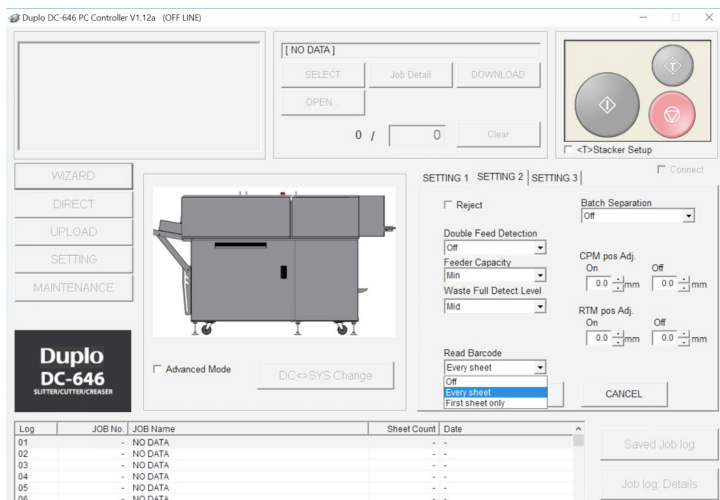 Duplo DC-646 PC Controller V1.12a (OFF LINE)
[ NO DATA ]
SELECT
Job Detail
DOWNLOAD
OPEN...
0 / 0
Clear
<T>
<T>Stacker Setup
WIZARD
DIRECT
UPLOAD
SETTING
MAINTENANCE
Duplo
DC-646
SLITTER/CUTTER/CREASER
Advanced Mode
DC<>SYS Change
Connect
SETTING 1 SETTING 2 SETTING 3
Reject
Batch Separation
Off
Double Feed Detection
Off
Feeder Capacity
Min
Waste Full Detect Level
Mid
CPM pos Adj.
On Off
0.0 mm 0.0 mm
RTM pos Adj.
On Off
0.0 mm 0.0 mm
Read Barcode
Every sheet
Off
Every sheet
First sheet only
CANCEL
Log JOB No. JOB Name Sheet Count Date
01 - NO DATA - -
02 - NO DATA - -
03 - NO DATA - -
04 - NO DATA - -
05 - NO DATA - -
06 - NO DATA - -
Saved Job log
Job log. Details